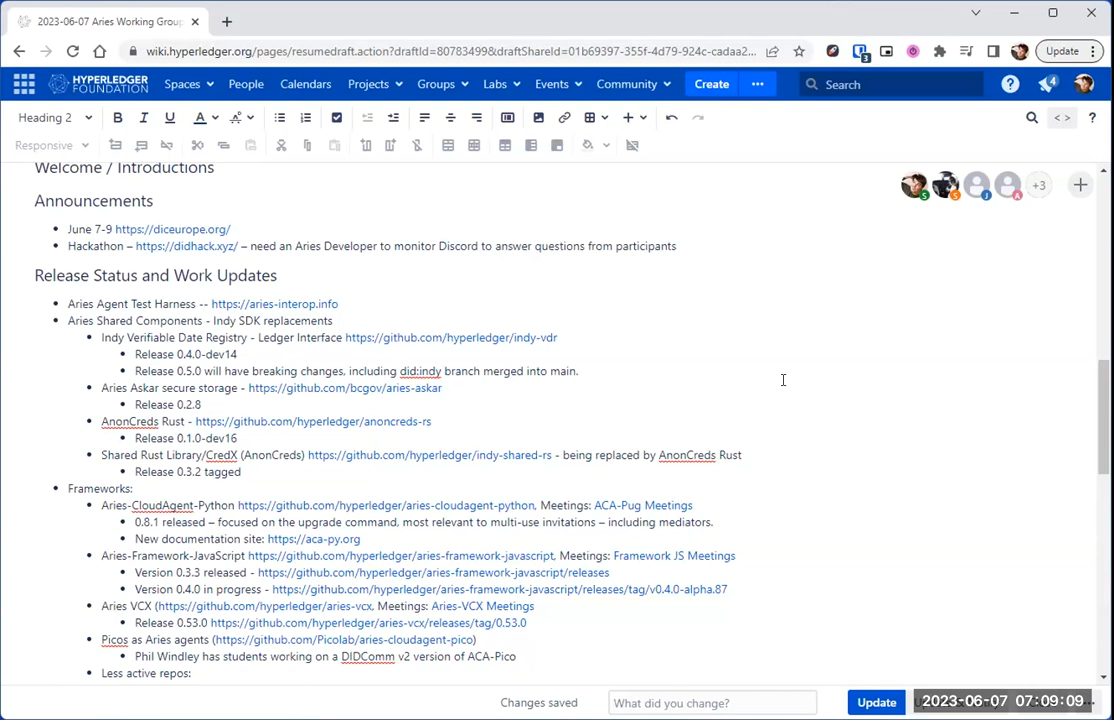 2023-06-07 Aries Working Group
wiki.hyperledger.org/pages/resumedraft.action?draftId=80783499&draftShareId=01b69397-355f-4d79-924c-cadaa2...
3
Update
HYPERLEDGER
FOUNDATION
Spaces
People
Calendars
Projects
Groups
Labs
Events
Community
Create
Search
4
Heading 2
B
I
U
A
Responsive
Welcome / Introductions
S
S
J
A
+3
Announcements
June 7-9 https://diceurope.org/
Hackathon – https://didhack.xyz/ – need an Aries Developer to monitor Discord to answer questions from participants
Release Status and Work Updates
Aries Agent Test Harness -- https://aries-interop.info
Aries Shared Components - Indy SDK replacements
Indy Verifiable Date Registry - Ledger Interface https://github.com/hyperledger/indy-vdr
Release 0.4.0-dev14
Release 0.5.0 will have breaking changes, including did:indy branch merged into main.
Aries Askar secure storage - https://github.com/bcgov/aries-askar
Release 0.2.8
AnonCreds Rust - https://github.com/hyperledger/anoncreds-rs
Release 0.1.0-dev16
Shared Rust Library/CredX (AnonCreds) https://github.com/hyperledger/indy-shared-rs - being replaced by AnonCreds Rust
Release 0.3.2 tagged
Frameworks:
Aries-CloudAgent-Python https://github.com/hyperledger/aries-cloudagent-python, Meetings: ACA-Pug Meetings
0.8.1 released – focused on the upgrade command, most relevant to multi-use invitations – including mediators.
New documentation site: https://aca-py.org
Aries-Framework-JavaScript https://github.com/hyperledger/aries-framework-javascript, Meetings: Framework JS Meetings
Version 0.3.3 released - https://github.com/hyperledger/aries-framework-javascript/releases
Version 0.4.0 in progress - https://github.com/hyperledger/aries-framework-javascript/releases/tag/v0.4.0-alpha.87
Aries VCX (https://github.com/hyperledger/aries-vcx, Meetings: Aries-VCX Meetings
Release 0.53.0 https://github.com/hyperledger/aries-vcx/releases/tag/0.53.0
Picos as Aries agents (https://github.com/Picolab/aries-cloudagent-pico)
Phil Windley has students working on a DIDComm v2 version of ACA-Pico
Less active repos:
Changes saved
What did you change?
Update
2023-06-07 07:09:09